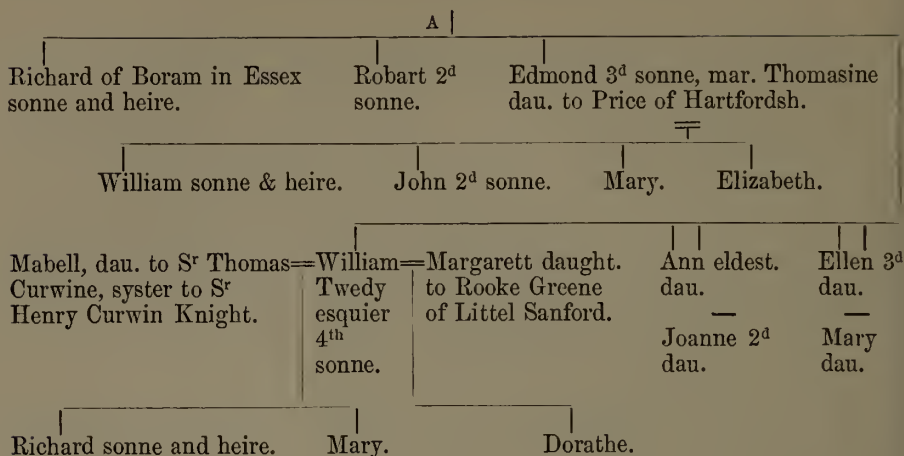 A
Richard of Boram in Essex
sonne and heire.
Robart 2d
sonne.
Edmond 3d sonne, mar. Thomasine
dau. to Price of Hartfordsh.
William sonne & heire.
John 2d sonne.
Mary.
Elizabeth.
Mabell, dau. to Sr Thomas
Curwine, syster to Sr
Henry Curwin Knight.
=William=
Twedy
esquier
4th
sonne.
Margarett daught.
to Rooke Greene
of Littel Sanford.
Ann eldest.
dau.
Joanne 2d
dau.
Ellen 3d
dau.
Mary
dau.
Richard sonne and heire.
Mary.
Dorathe.